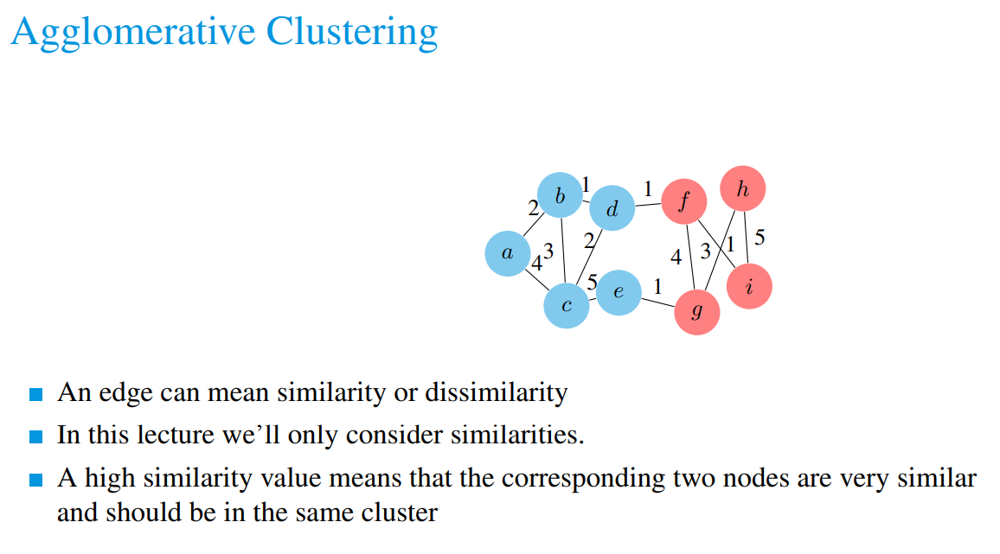 Agglomerative Clustering
b 1 d 1 f h
2
a 4 3 2 4 3 1 5
c 5 e 1 g i
An edge can mean similarity or dissimilarity
In this lecture we'll only consider similarities.
A high similarity value means that the corresponding two nodes are very similar
and should be in the same cluster